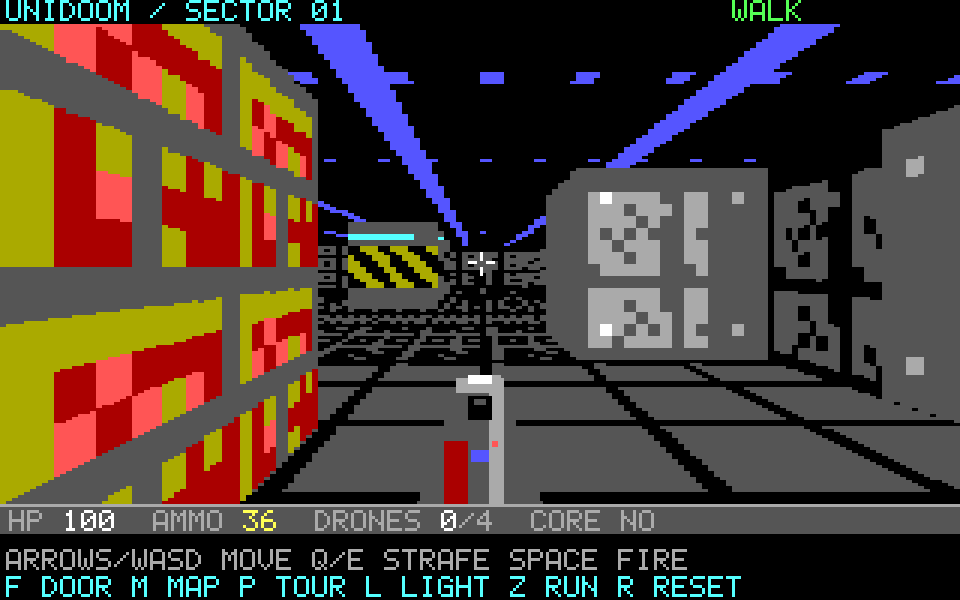 UNIDOOM / SECTOR 01 WALK
HP 100 AMMO 36 DRONES 0/4 CORE NO
ARROWS/WASD MOVE Q/E STRAFE SPACE FIRE
F DOOR M MAP P TOUR L LIGHT Z RUN R RESET